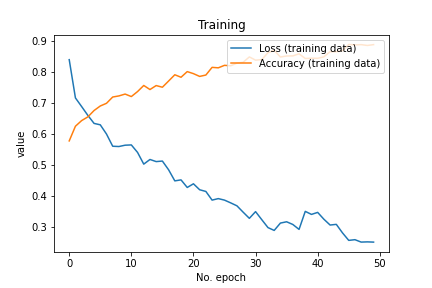 Training
Loss (training data)
Accuracy (training data)
0.9
0.8
0.7
0.6
0.5
0.4
0.3
value
0 10 20 30 40 50
No. epoch